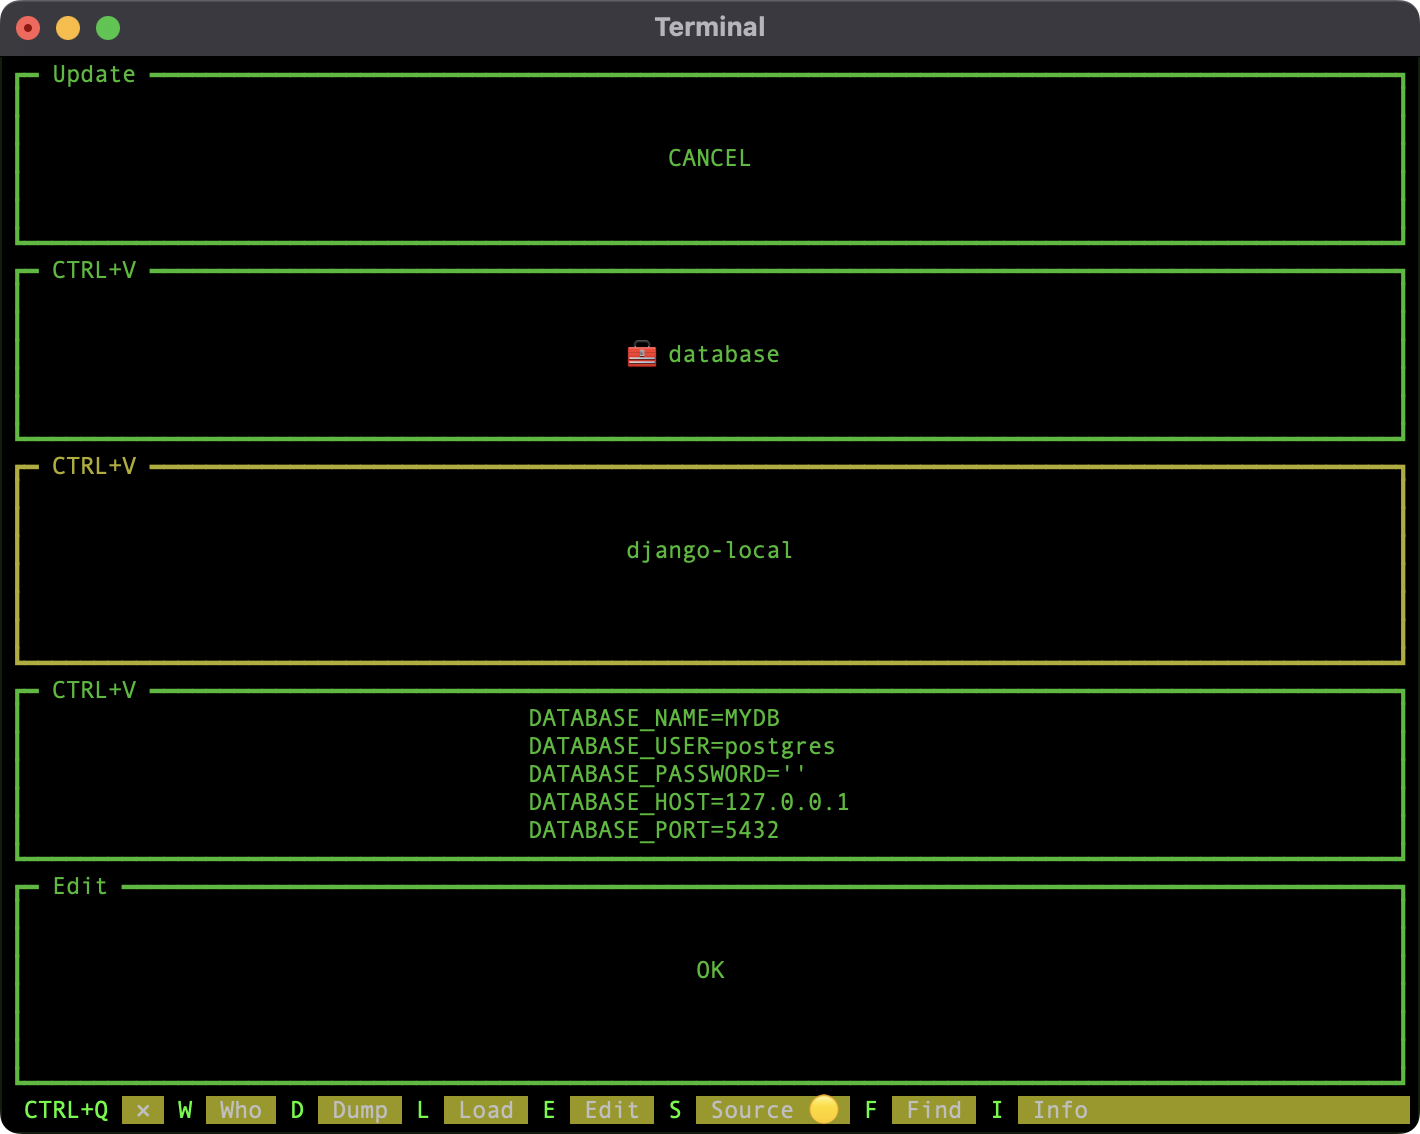 Terminal
Update
CANCEL
CTRL+V
database
CTRL+V
django-local
CTRL+V
DATABASE_NAME=MYDB
DATABASE_USER=postgres
DATABASE_PASSWORD=''
DATABASE_HOST=127.0.0.1
DATABASE_PORT=5432
Edit
OK
CTRL+Q × W Who D Dump L Load E Edit S Source F Find I Info